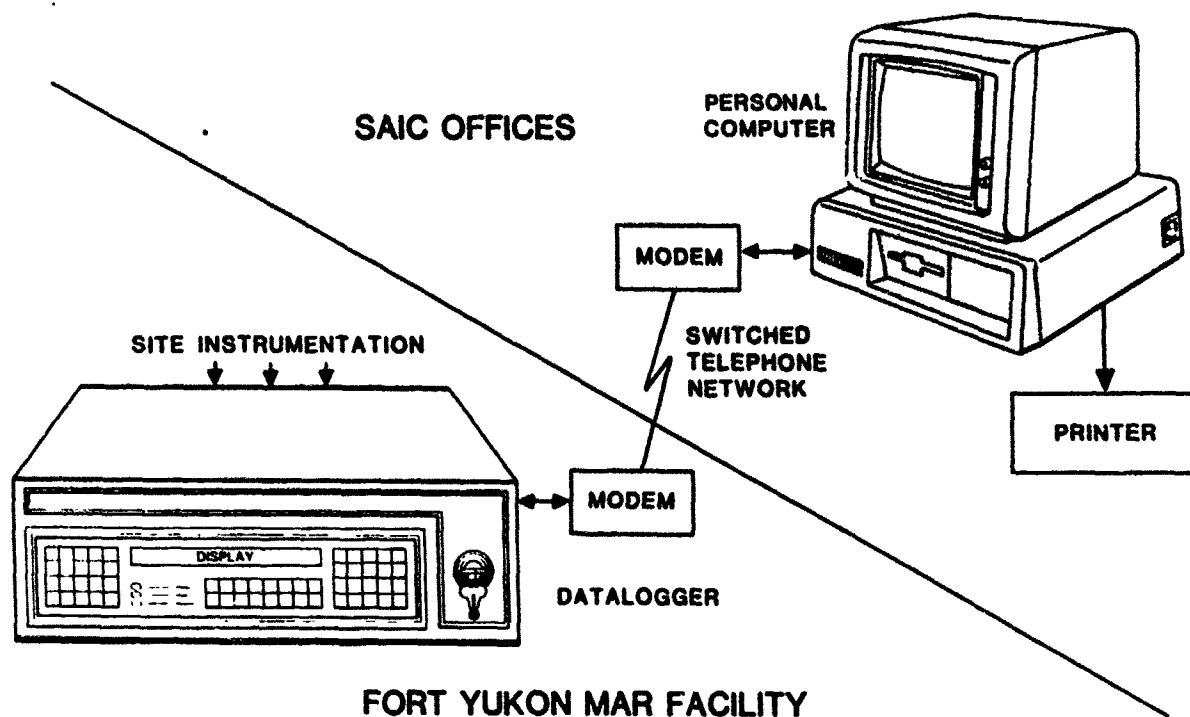 SAIC OFFICES
PERSONAL
COMPUTER
MODEM
SWITCHED
TELEPHONE
NETWORK
PRINTER
SITE INSTRUMENTATION
MODEM
DISPLAY
DATALOGGER
FORT YUKON MAR FACILITY